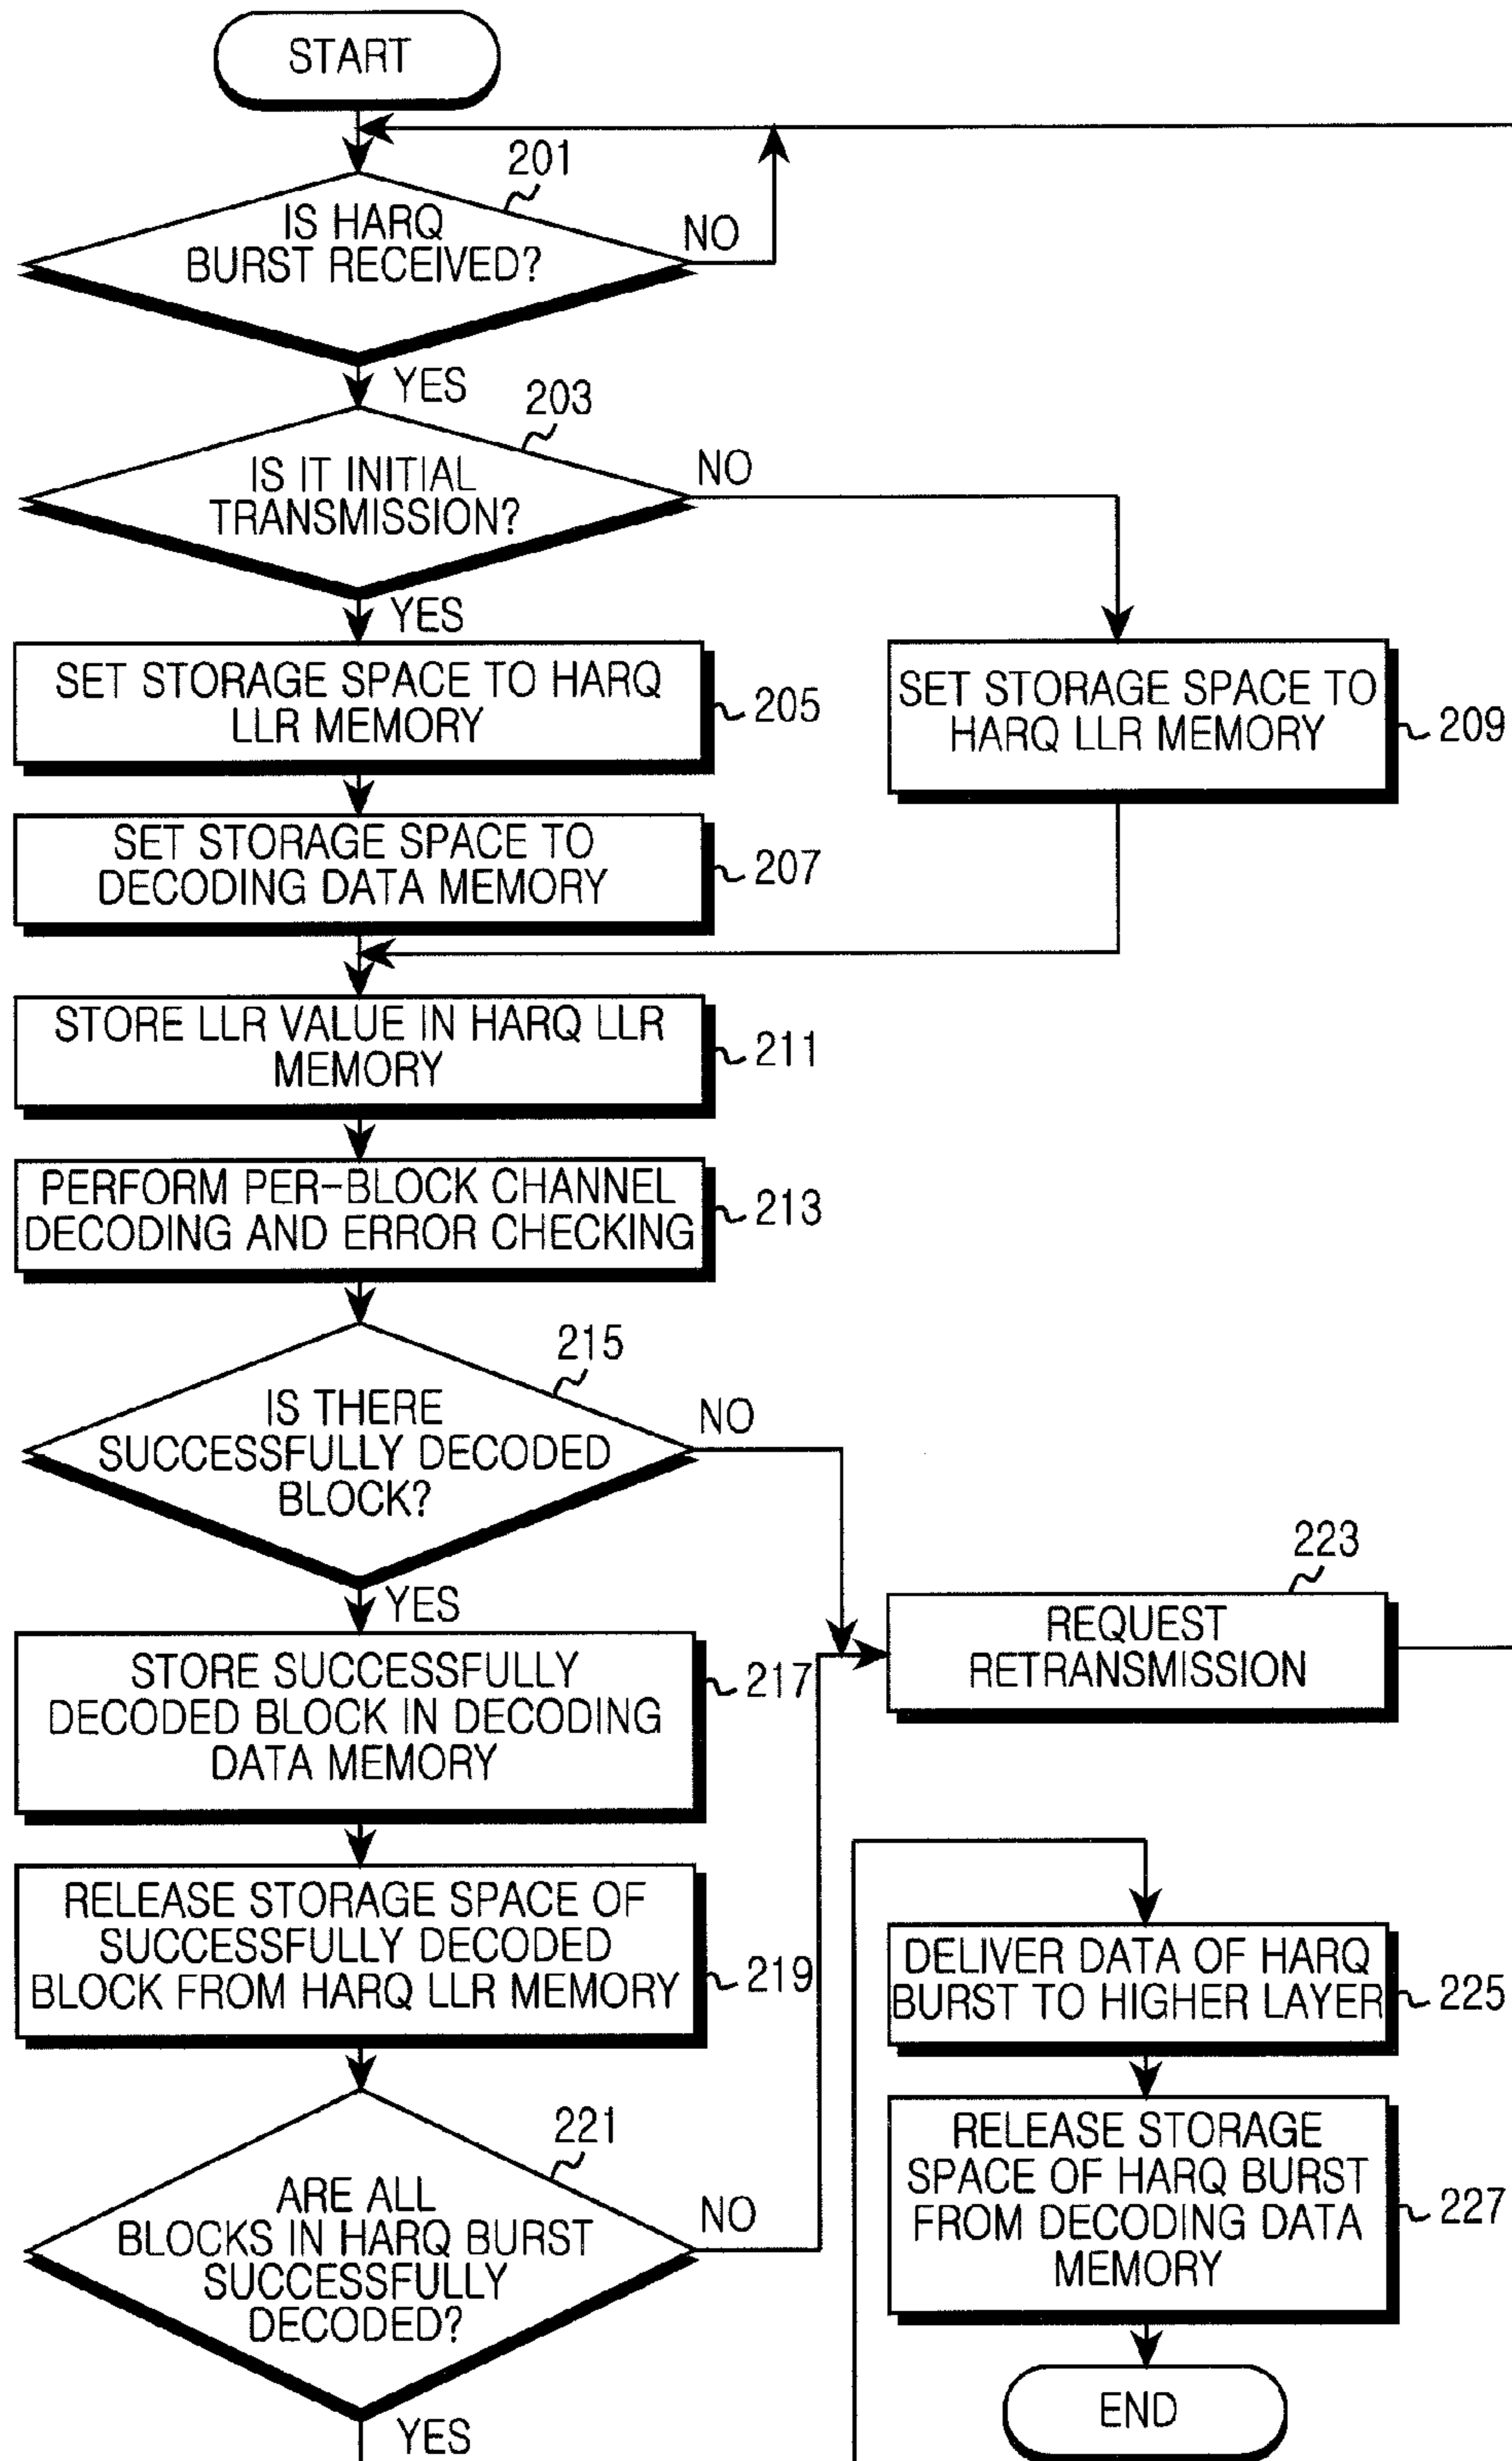 START
201
IS HARQ
BURST RECEIVED?
NO
YES
203
IS IT INITIAL
TRANSMISSION?
NO
YES
SET STORAGE SPACE TO HARQ
LLR MEMORY
205
SET STORAGE SPACE TO
HARQ LLR MEMORY
209
SET STORAGE SPACE TO
DECODING DATA MEMORY
207
STORE LLR VALUE IN HARQ LLR
MEMORY
211
PERFORM PER-BLOCK CHANNEL
DECODING AND ERROR CHECKING
213
215
IS THERE
SUCCESSFULLY DECODED
BLOCK?
NO
YES
223
REQUEST
RETRANSMISSION
STORE SUCCESSFULLY
DECODED BLOCK IN DECODING
DATA MEMORY
217
RELEASE STORAGE SPACE OF
SUCCESSFULLY DECODED
BLOCK FROM HARQ LLR MEMORY
219
221
ARE ALL
BLOCKS IN HARQ BURST
SUCCESSFULLY
DECODED?
NO
YES
DELIVER DATA OF HARQ
BURST TO HIGHER LAYER
225
RELEASE STORAGE
SPACE OF HARQ BURST
FROM DECODING DATA
MEMORY
227
END